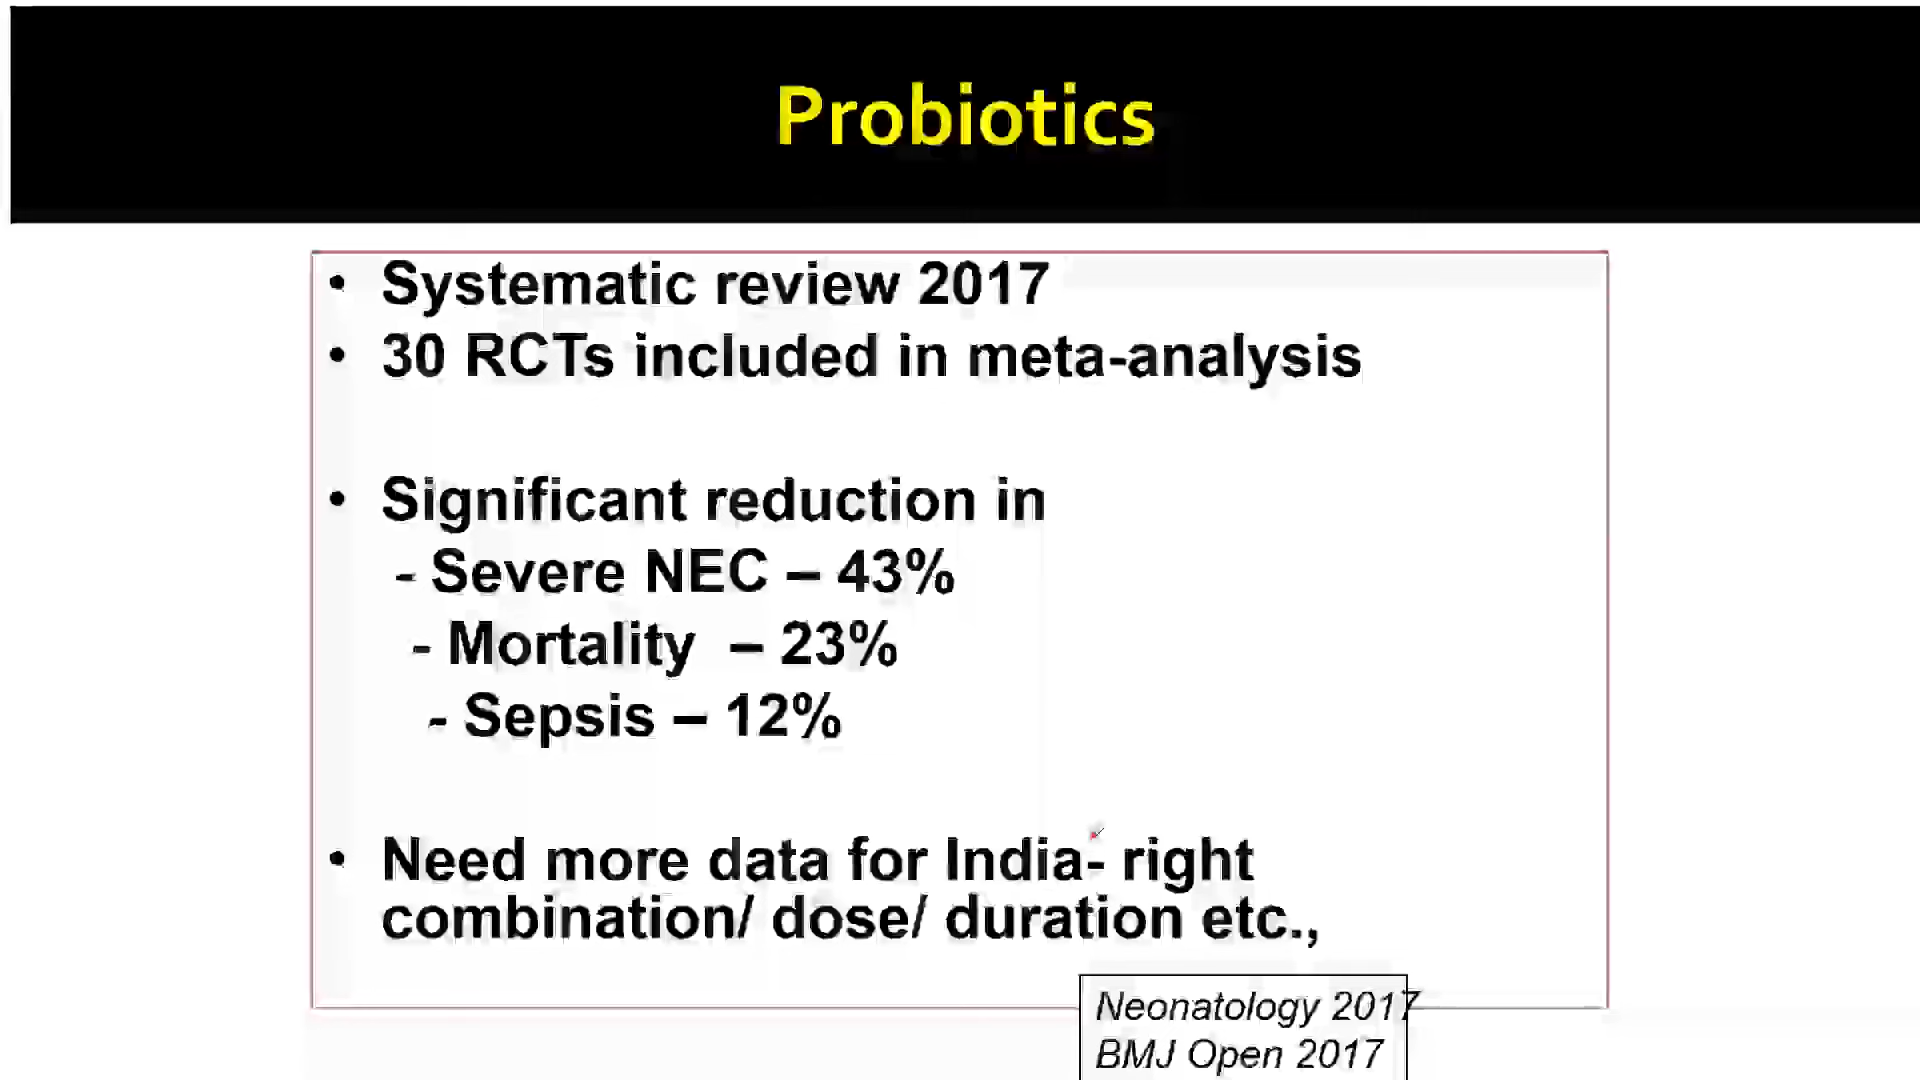 Probiotics
• Systematic review 2017
• 30 RCTs included in meta-analysis
• Significant reduction in
- Severe NEC – 43%
- Mortality – 23%
- Sepsis – 12%
• Need more data for India- right
combination/ dose/ duration etc.,
Neonatology 2017
BMJ Open 2017